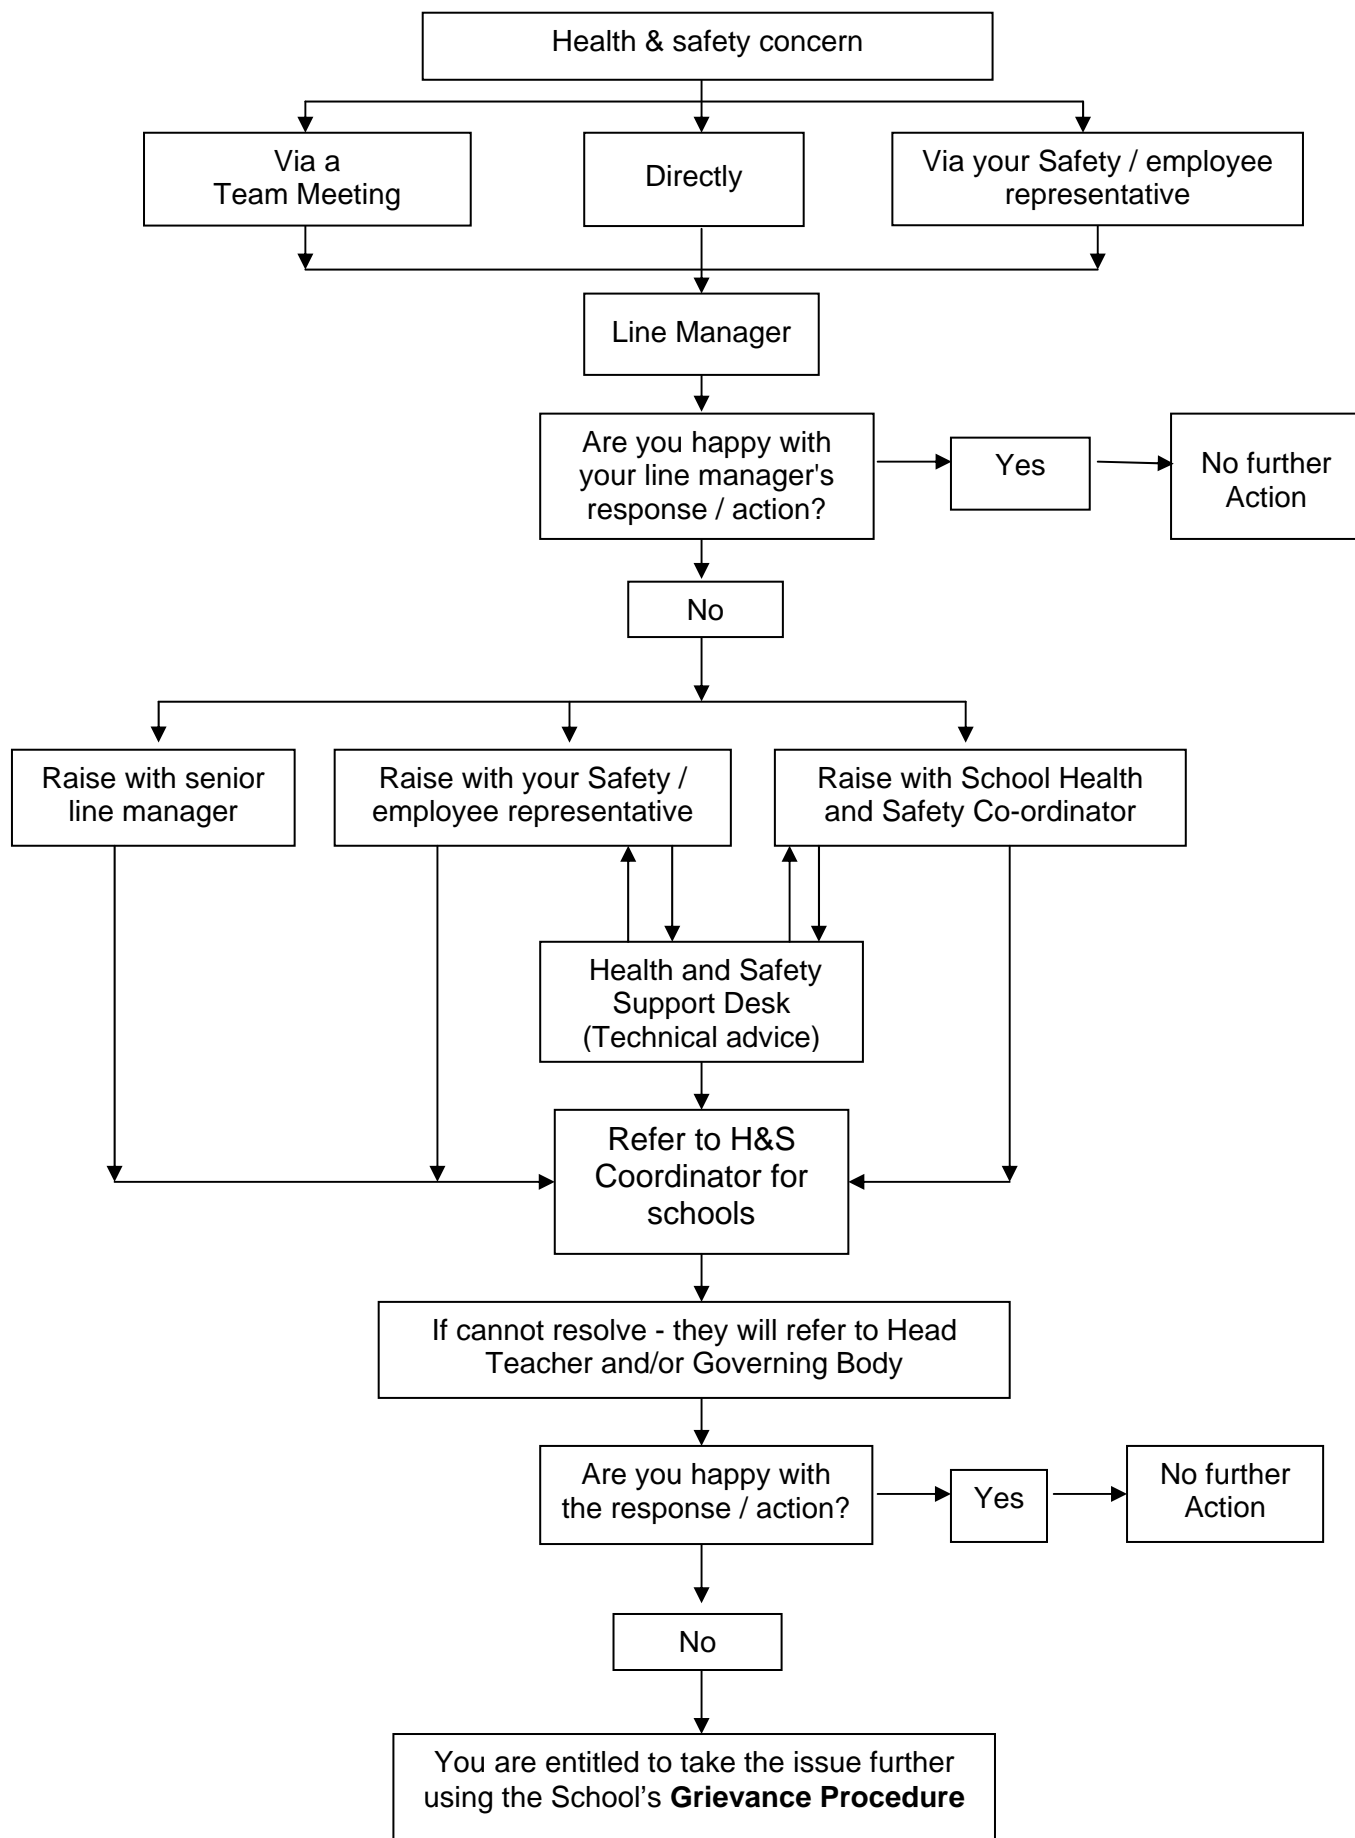 Health & safety concern
Via a
Team Meeting
Directly
Via your Safety / employee
representative
Line Manager
Are you happy with
your line manager's
response / action?
Yes
No further
Action
No
Raise with senior
line manager
Raise with your Safety /
employee representative
Raise with School Health
and Safety Co-ordinator
Health and Safety
Support Desk
(Technical advice)
Refer to H&S
Coordinator for
schools
If cannot resolve - they will refer to Head
Teacher and/or Governing Body
Are you happy with
the response / action?
Yes
No further
Action
No
You are entitled to take the issue further
using the School’s Grievance Procedure